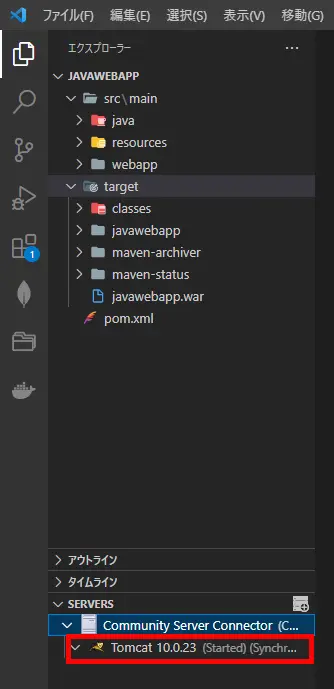 ファイル(F) 編集(E) 選択(S) 表示(V) 移動(G)
エクスプローラー ...
JAVAWEBAPP
src\main
java
resources
webapp
target
classes
javawebapp
maven-archiver
maven-status
javawebapp.war
pom.xml
1
アウトライン
タイムライン
SERVERS
Community Server Connector (C...
Tomcat 10.0.23 (Started) (Synchr...